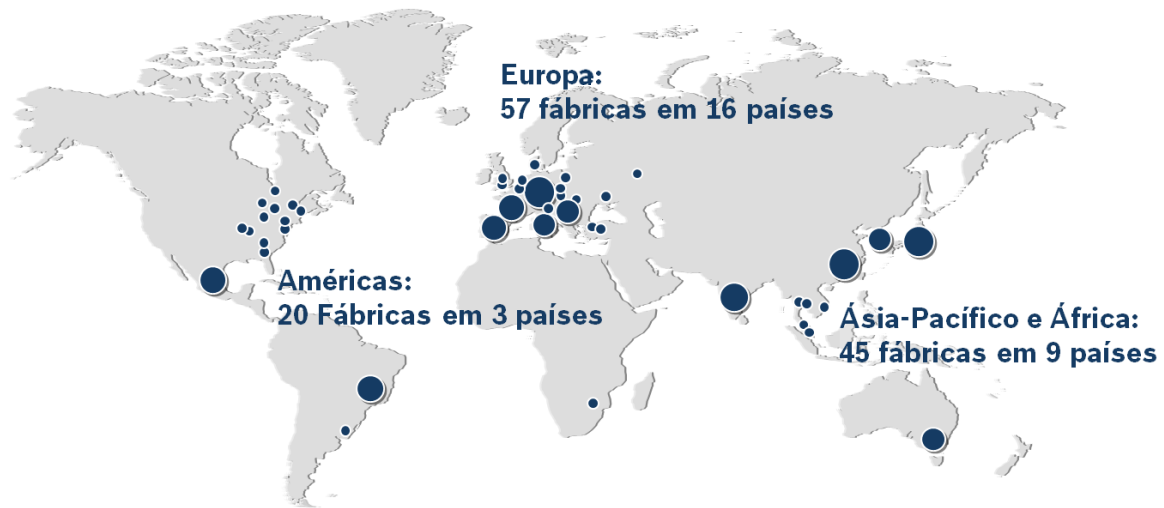 Europa:
57 fábricas em 16 países
Américas:
20 Fábricas em 3 países
Ásia-Pacífico e África:
45 fábricas em 9 países